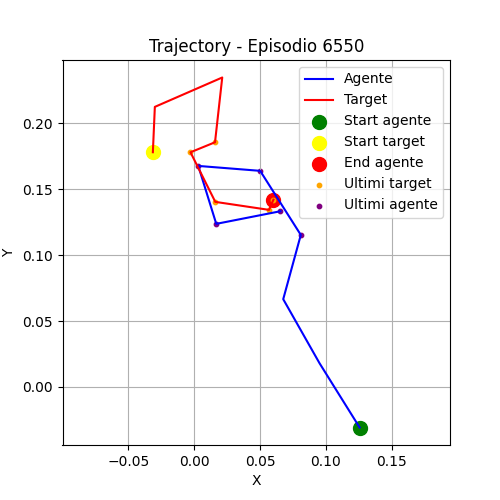 Trajectory - Episodio 6550
Agente
Target
Start agente
Start target
End agente
Ultimi target
Ultimi agente
Y
0.20
0.15
0.10
0.05
0.00
−0.05
0.00
0.05
0.10
0.15
X